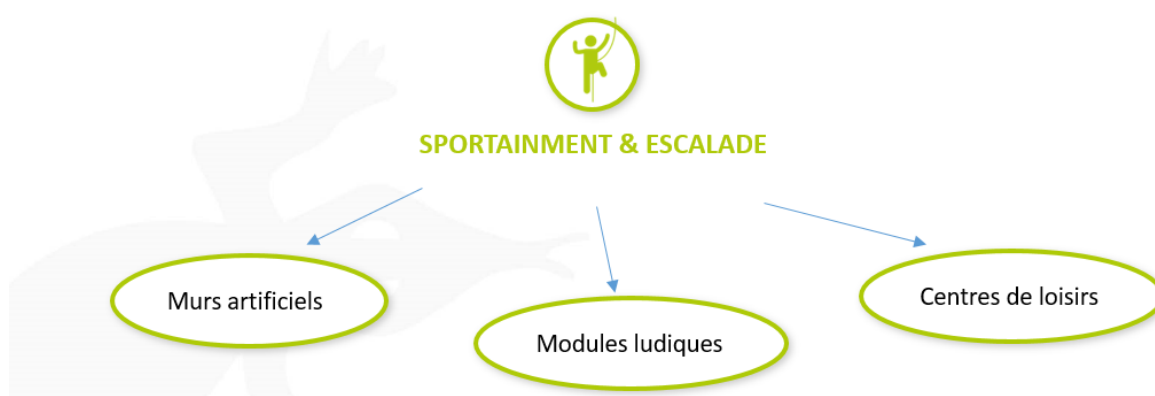 SPORTAINMENT & ESCALADE
Murs artificiels
Modules ludiques
Centres de loisirs